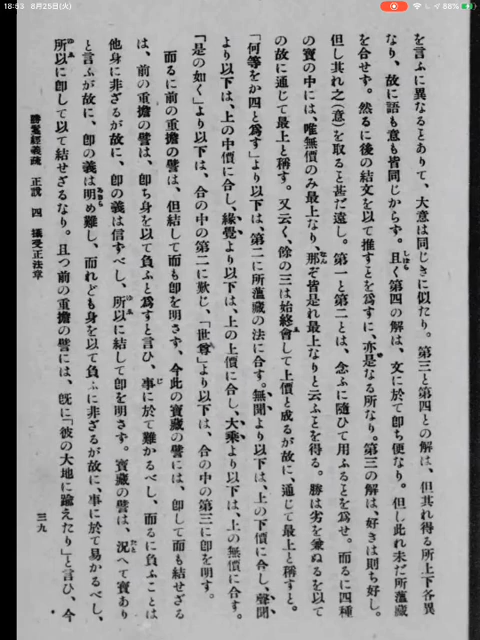 18:53 8月25日(火)
88%
を言ふに異なるとありて、大意は同じきに似たり。第三と第四との解は、但其れ得る所上下各異
なり、故に語も意も皆同じからず。且く第四の解は、文に於て卽ち便なり。但し此れ未だ所蘊藏
を合せず。然るに後の結文を以て推すとを爲すに、亦是なる所なり。第三の解は、好きは則ち好し。
但し其れ之(意)を取ると甚だ遠し。第一と第二とは、念ふに隨ひて用ふるとを爲せ。而るに四種
の寶の中には、唯無價のみ最上なり、那ぞ皆是れ最上なりと云ふとを得る。勝は劣を兼ぬるを以て
の故に通じて最上と稱す。又云く、餘の三は始終會して上價と成るが故に、通じて最上と稱すと。
「何等をか四と爲す」より以下は、第二に所蘊藏の法に合す。無聞より以下は、上の下價に合し、聲聞
より以下は、上の中價に合し、緣覺より以下は、上の上價に合し、大乘より以下は、上の無價に合す。
「是の如く」より以下は、合の中の第二に歎じ、「世尊」より以下は、合の中の第三に卽を明す。
而るに前の重擔の譬は、但結して而も卽を明さず、今此の寶藏の譬には、卽して而も結せざる
は、前の重擔の譬は、卽ち身を以て負ふと爲すと言ひ、事に於て難かるべし、而るに負ふことは
他身に非ざるが故に、卽の義は信ずべし、所以に結して卽を明さず。寶藏の譬は、況へて寶あり
と言ふが故に、卽の義は明め難し、而れども身を以て負ふに非ざるが故に、事に於て易かるべし、
所以に卽して以て結せざるなり。且つ前の重擔の譬には、既に「彼の大地に踰えたり」と言ひ、今
勝鬘經義疏 正說 四 攝受正法章
三九